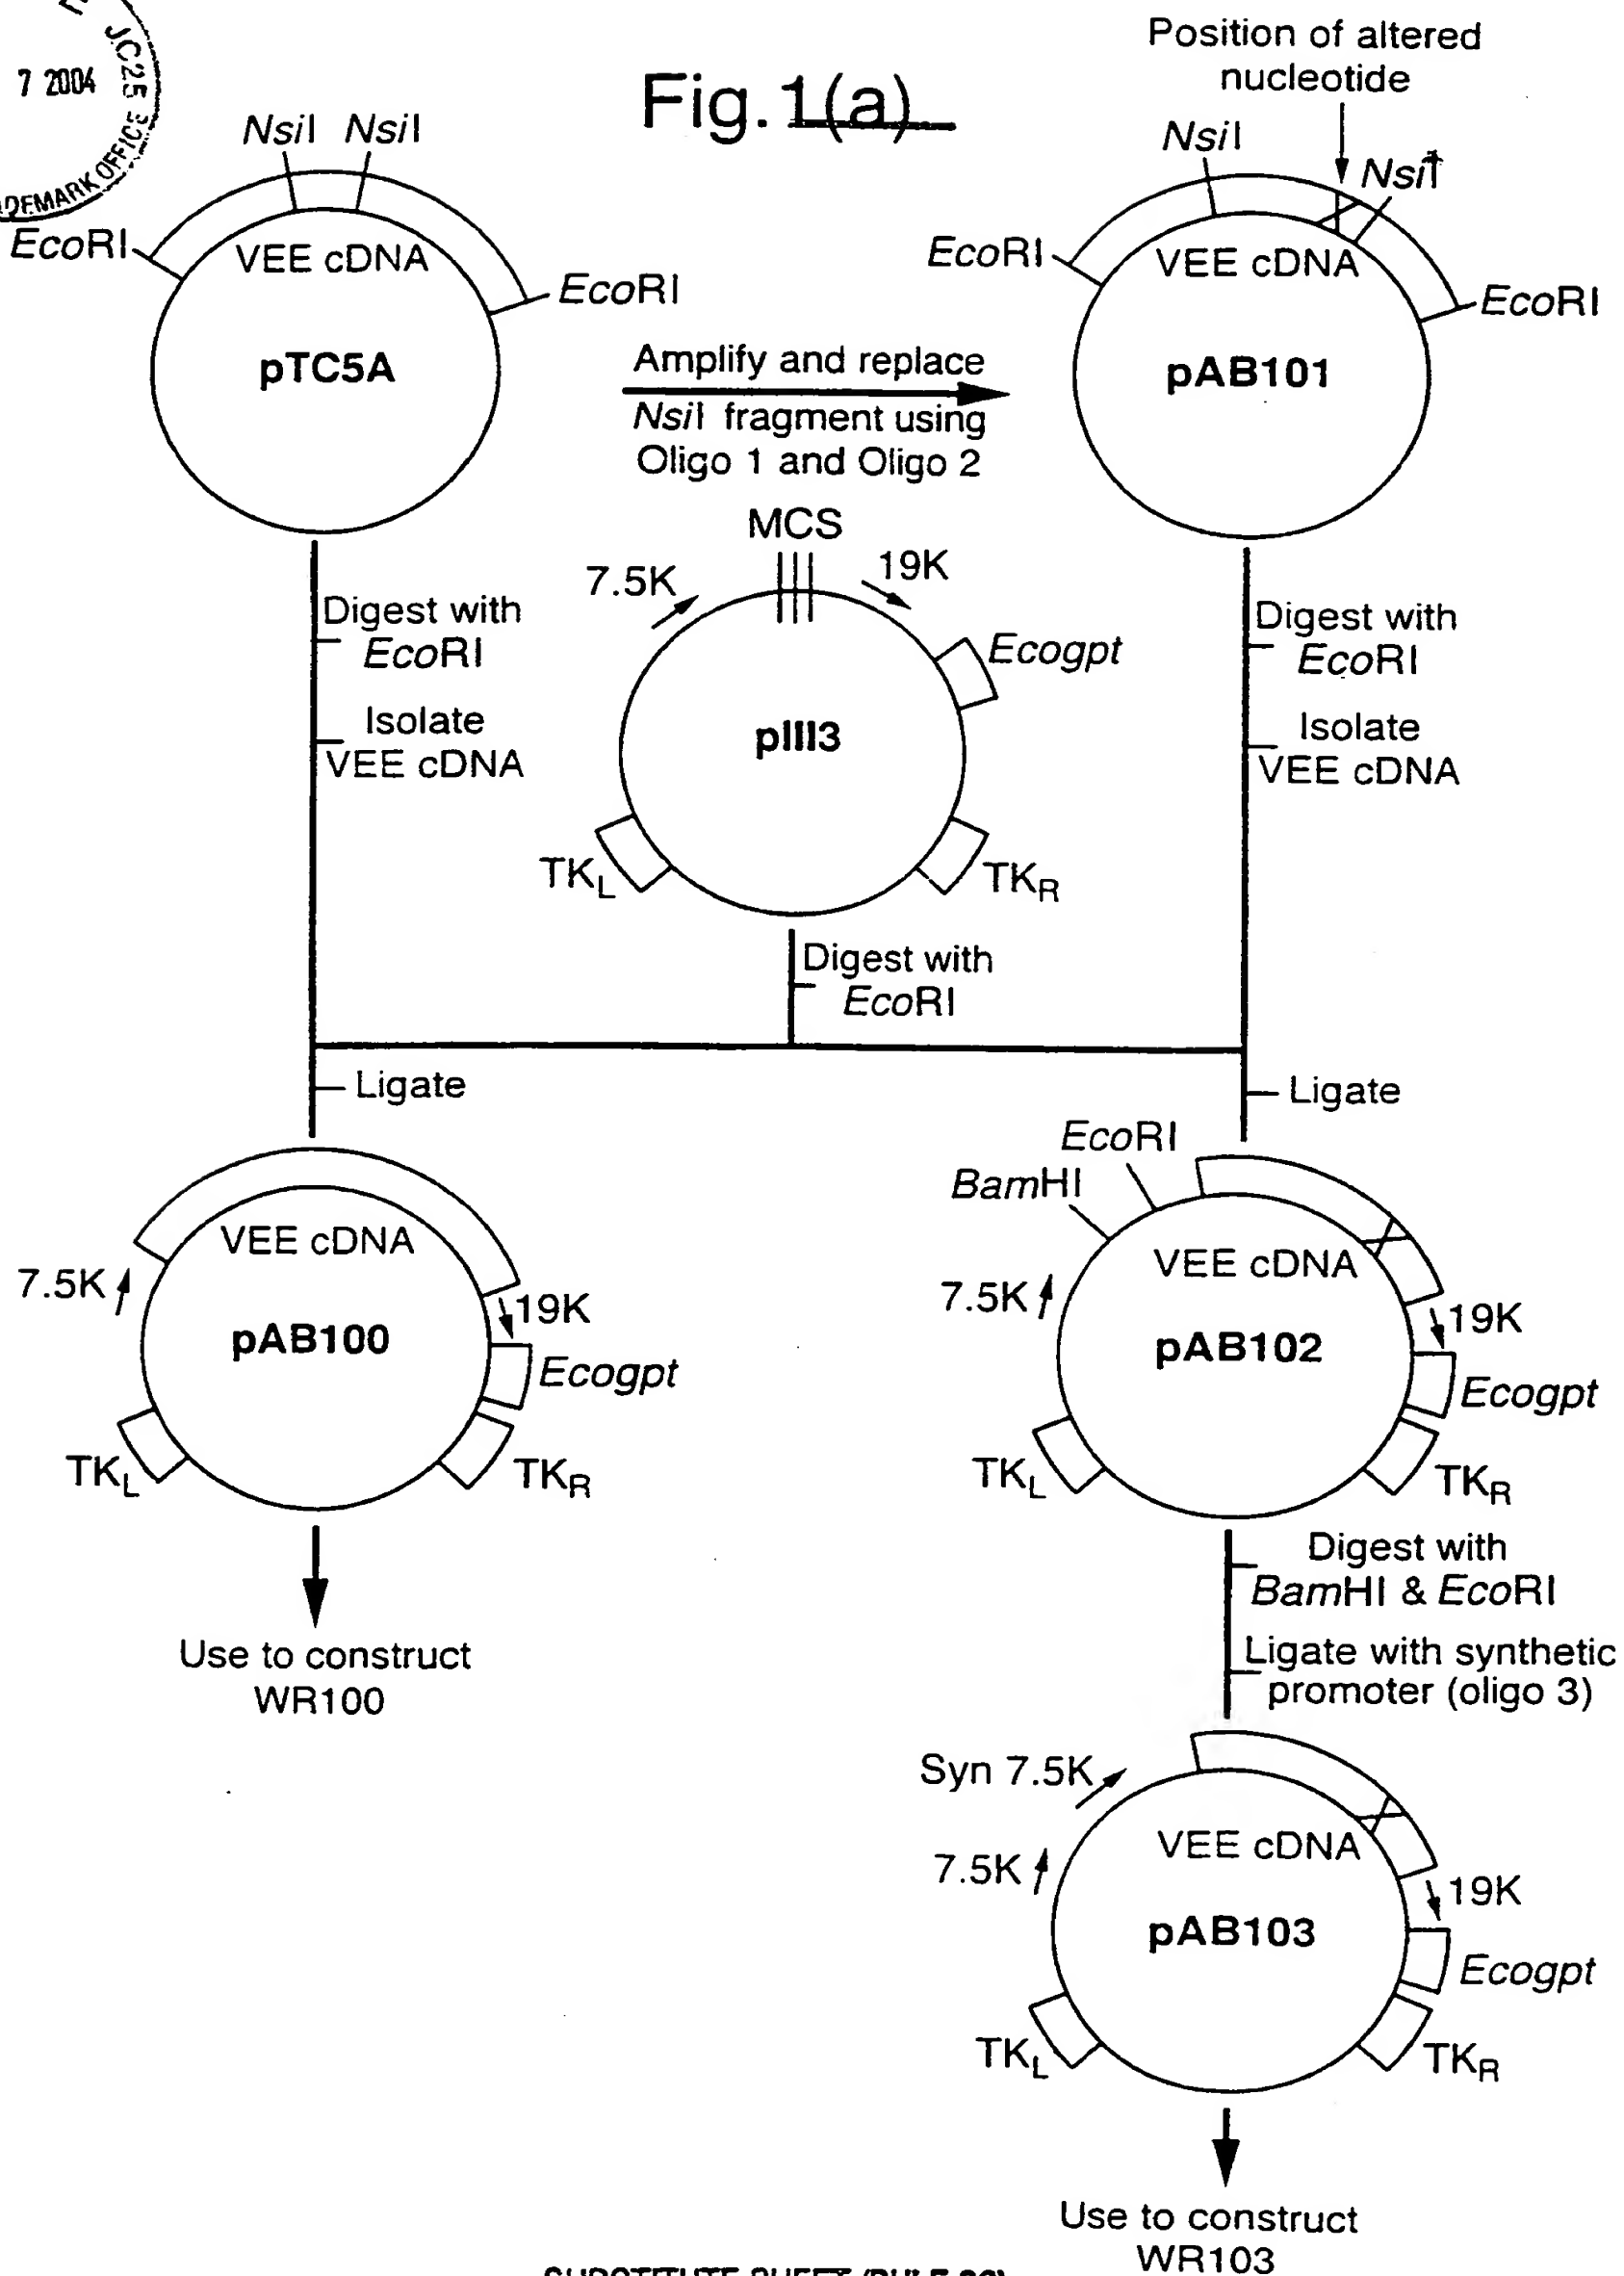 JC25
7 2004
Fig. 1(a)
Position of altered
nucleotide
NsiI NsiI
NsiI
NsiI
EcoRI
VEE cDNA
EcoRI
pTC5A
EcoRI
VEE cDNA
EcoRI
pAB101
Amplify and replace
NsiI fragment using
Oligo 1 and Oligo 2
MCS
7.5K
19K
Ecogpt
pIII3
TKL
TKR
Digest with
EcoRI
Isolate
VEE cDNA
Digest with
EcoRI
Isolate
VEE cDNA
Digest with
EcoRI
Ligate
Ligate
VEE cDNA
7.5K
19K
pAB100
Ecogpt
TKL
TKR
Use to construct
WR100
EcoRI
BamHI
VEE cDNA
7.5K
19K
pAB102
Ecogpt
TKL
TKR
Digest with
BamHI & EcoRI
Ligate with synthetic
promoter (oligo 3)
Syn 7.5K
VEE cDNA
7.5K
19K
pAB103
Ecogpt
TKL
TKR
Use to construct
WR103